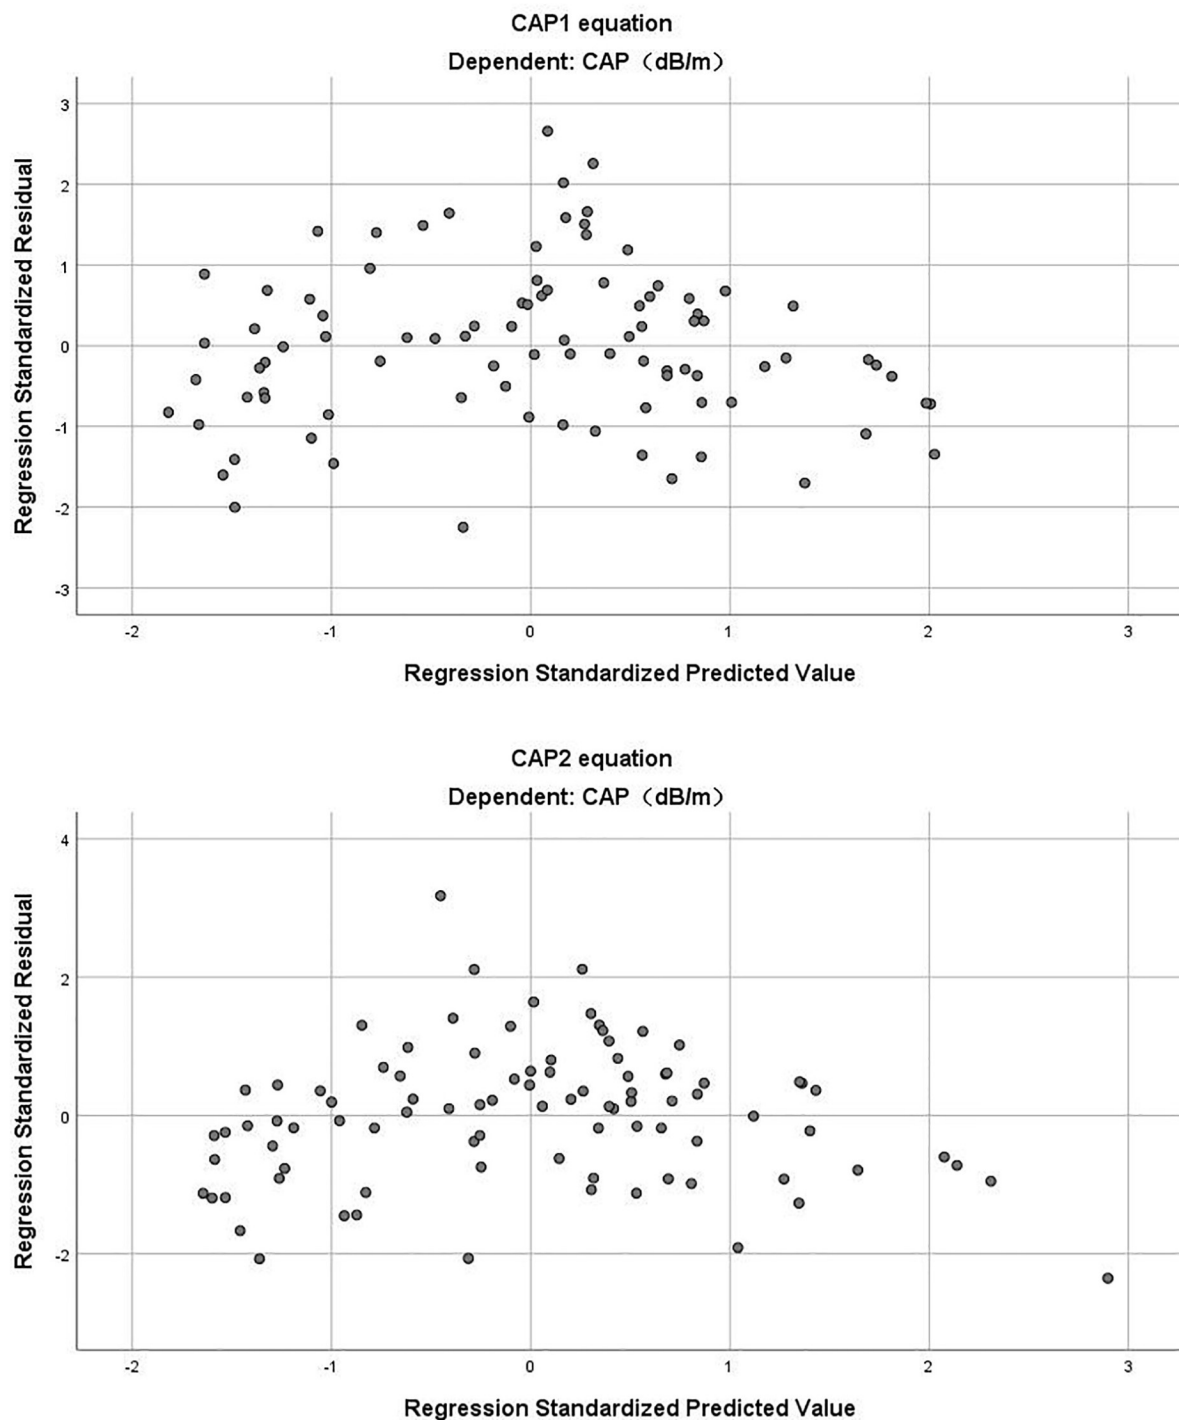 CAP1 equation
Dependent: CAP（dB/m）
Regression Standardized Residual
3
2
1
0
-1
-2
-3
-2 -1 0 1 2 3
Regression Standardized Predicted Value
CAP2 equation
Dependent: CAP（dB/m）
Regression Standardized Residual
4
2
0
-2
-2 -1 0 1 2 3
Regression Standardized Predicted Value